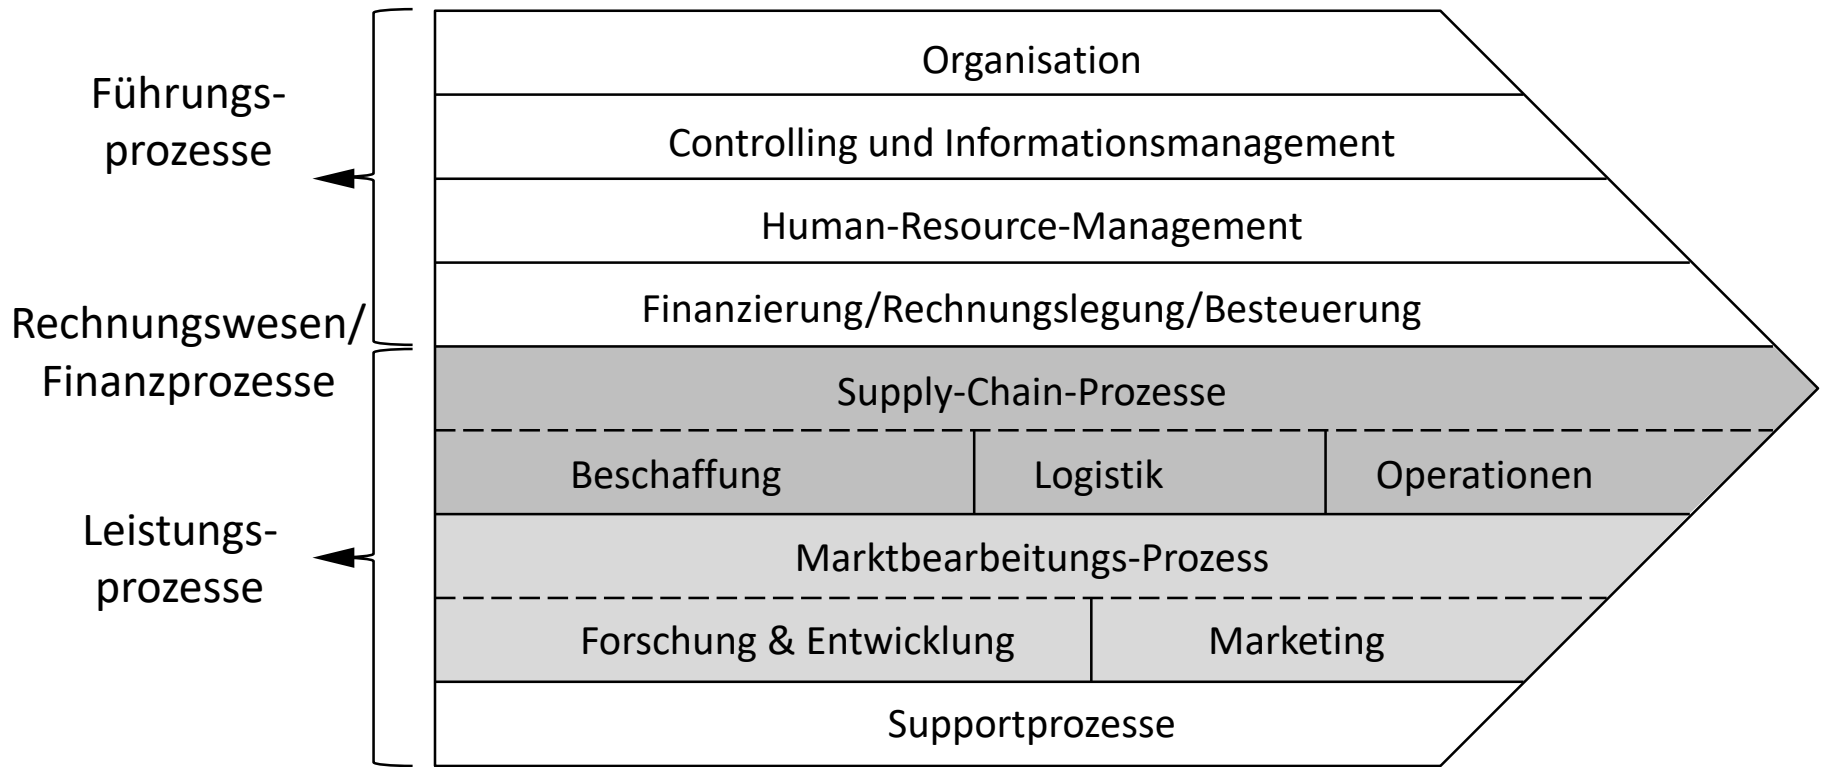 Führungs-
prozesse
Rechnungswesen/
Finanzprozesse
Leistungs-
prozesse
Organisation
Controlling und Informationsmanagement
Human-Resource-Management
Finanzierung/Rechnungslegung/Besteuerung
Supply-Chain-Prozesse
Beschaffung
Logistik
Operationen
Marktbearbeitungs-Prozess
Forschung & Entwicklung
Marketing
Supportprozesse